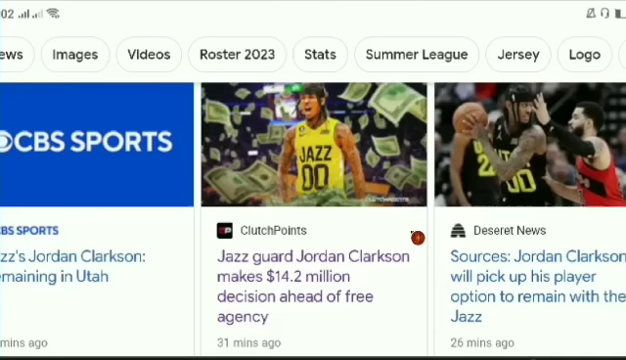 02
ews
Images
Videos
Roster 2023
Stats
Summer League
Jersey
Logo
CBS SPORTS
JAZZ
00
00
BS SPORTS
zz's Jordan Clarkson:
emaining in Utah
mins ago
ClutchPoints
Jazz guard Jordan Clarkson
makes $14.2 million
decision ahead of free
agency
31 mins ago
Deseret News
Sources: Jordan Clarkson
will pick up his player
option to remain with the
Jazz
26 mins ago